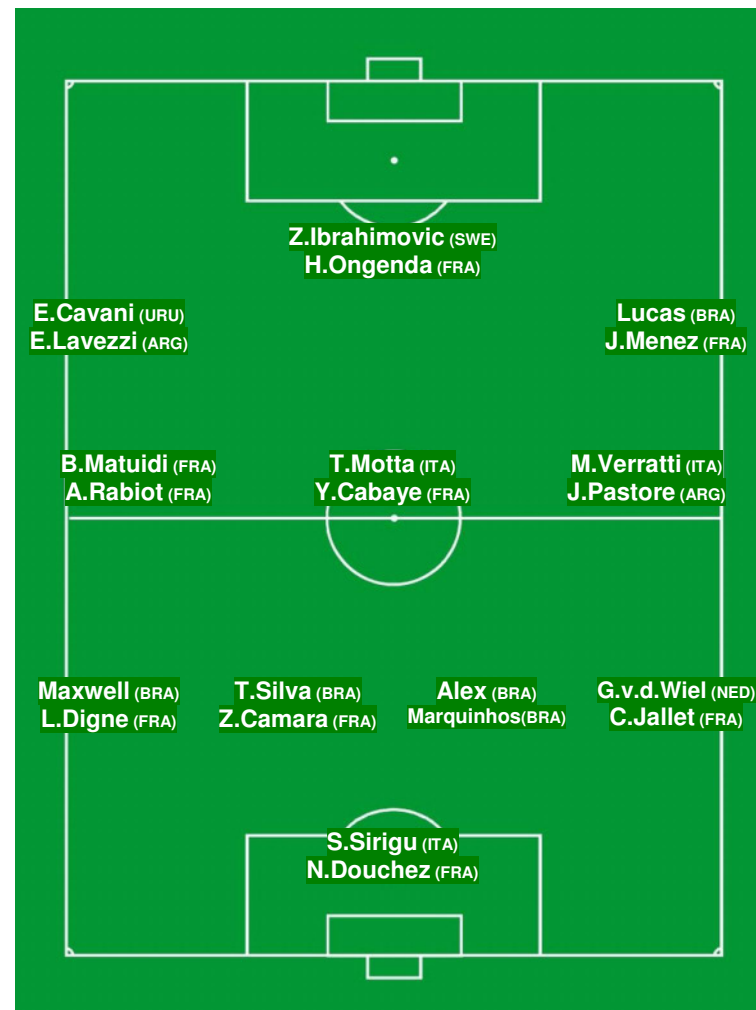 Z.Ibrahimovic (SWE)
H.Ongenda (FRA)
E.Cavani (URU)
E.Lavezzi (ARG)
Lucas (BRA)
J.Menez (FRA)
B.Matuidi (FRA)
A.Rabiot (FRA)
T.Motta (ITA)
Y.Cabaye (FRA)
M.Verratti (ITA)
J.Pastore (ARG)
Maxwell (BRA)
L.Digne (FRA)
T.Silva (BRA)
Z.Camara (FRA)
Alex (BRA)
Marquinhos(BRA)
G.v.d.Wiel (NED)
C.Jallet (FRA)
S.Sirigu (ITA)
N.Douchez (FRA)